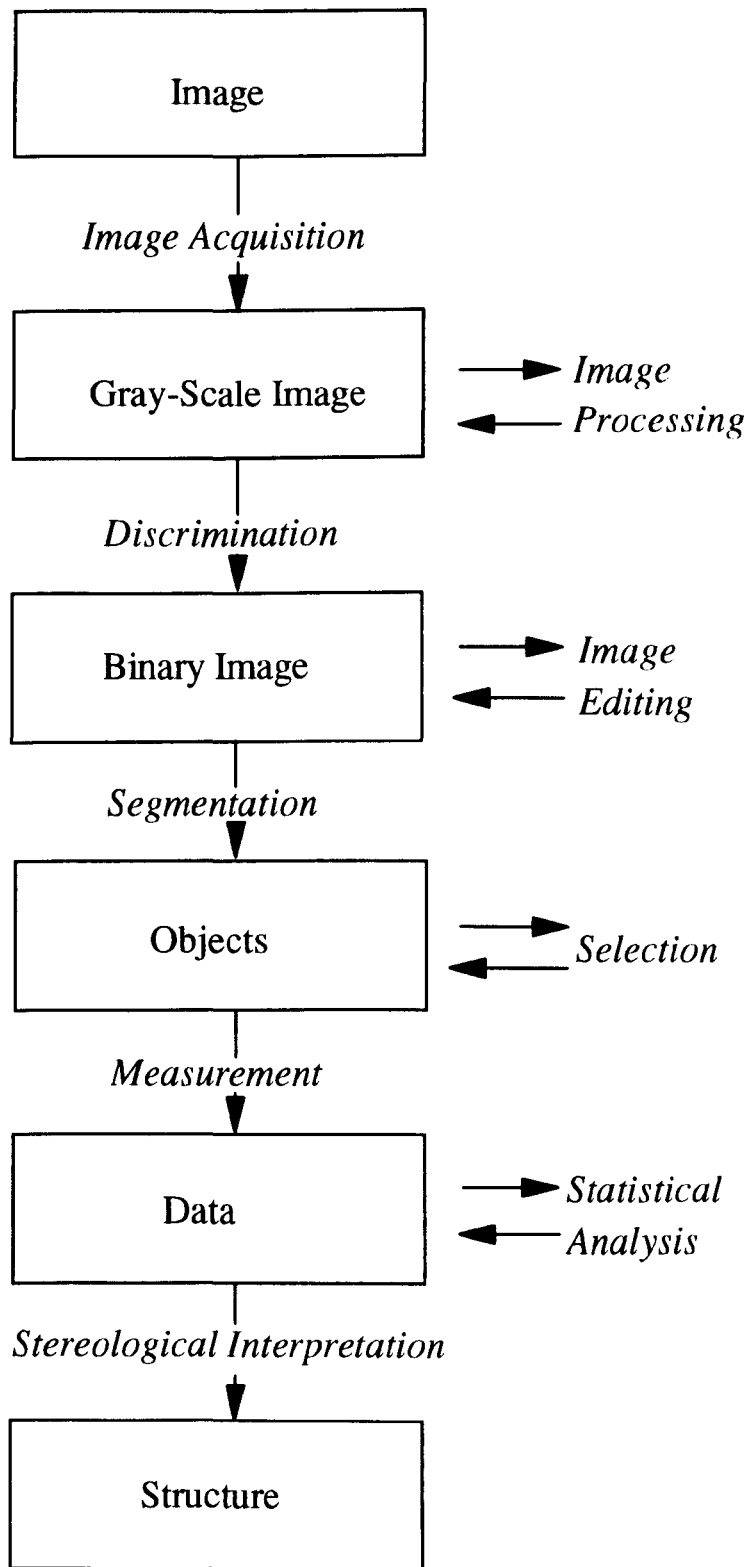 Image
Image Acquisition
Gray-Scale Image
Image
Processing
Discrimination
Binary Image
Image
Editing
Segmentation
Objects
Selection
Measurement
Data
Statistical
Analysis
Stereological Interpretation
Structure